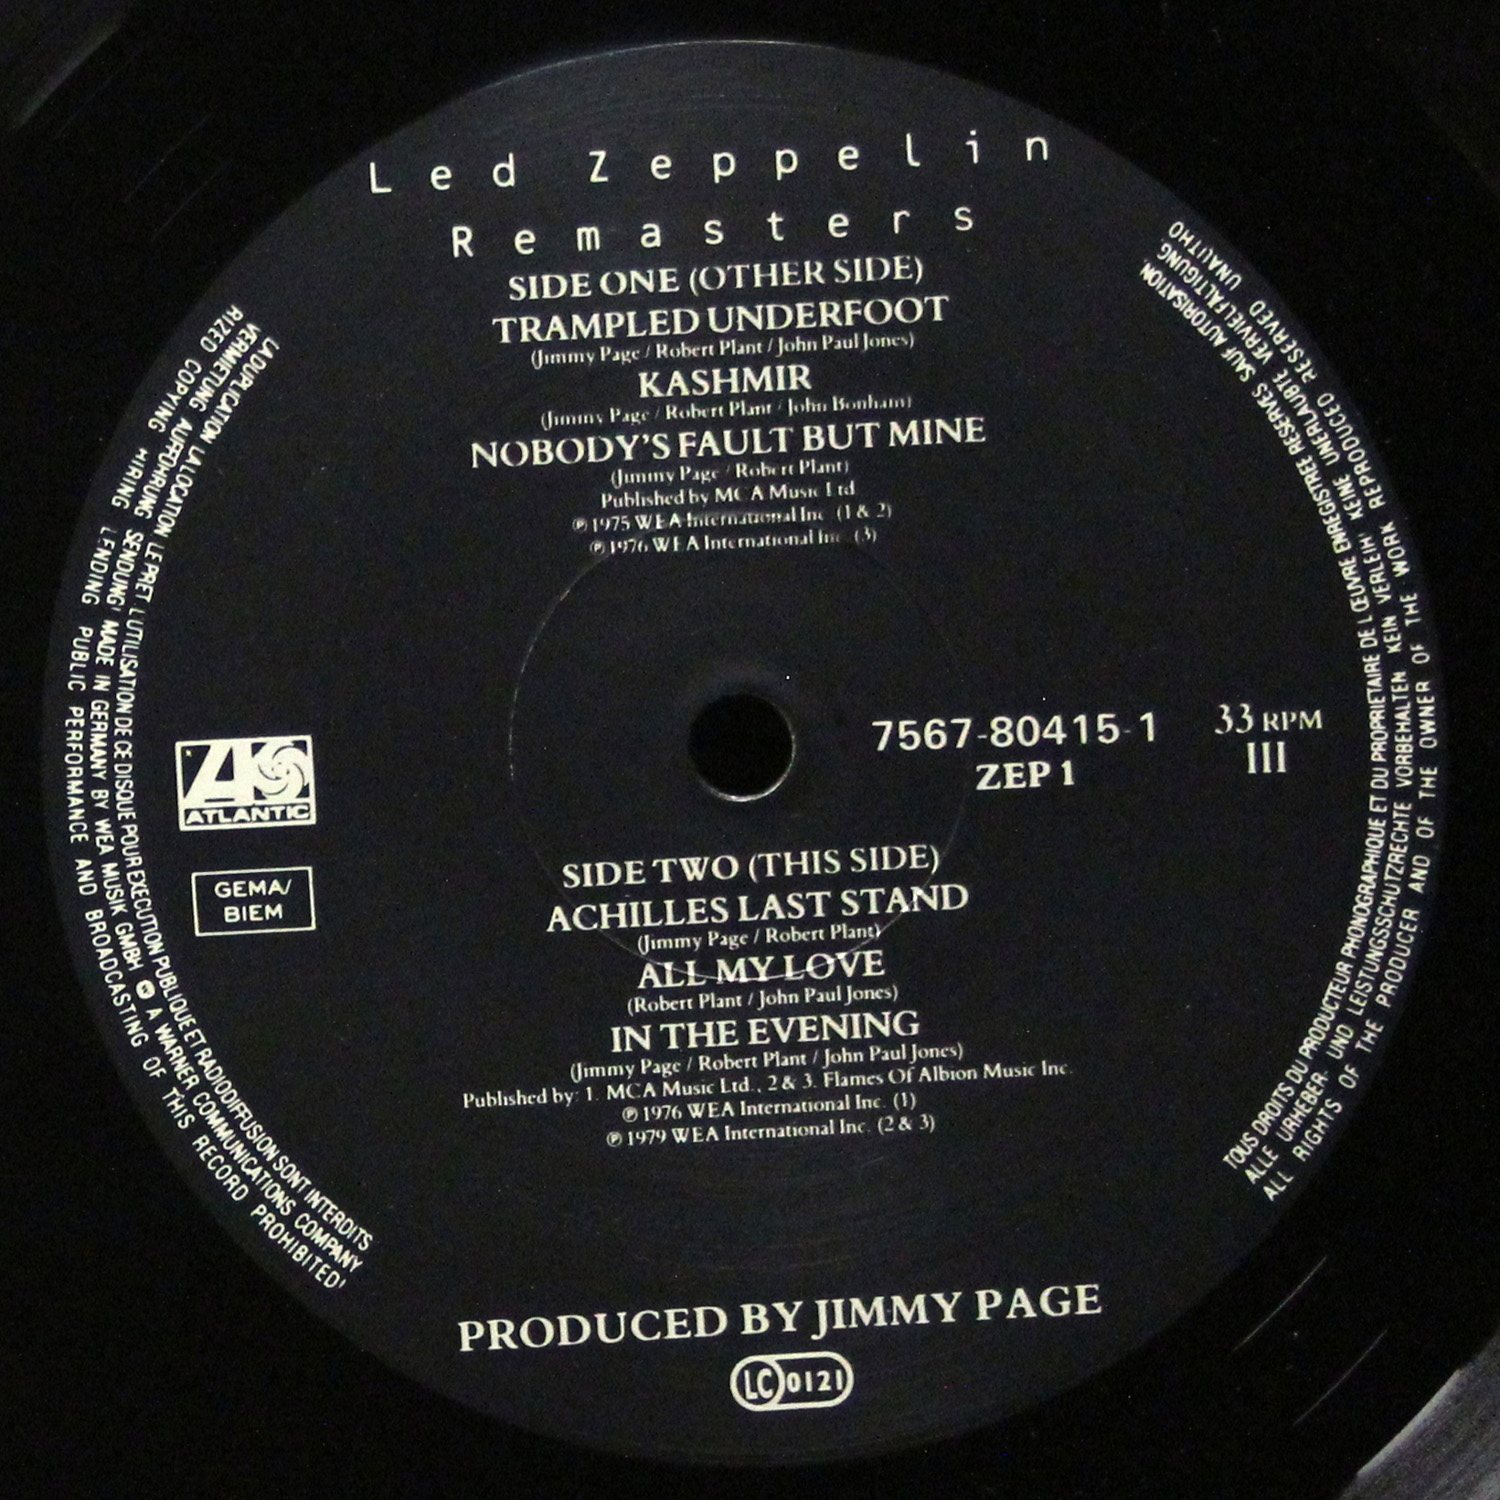 Led Zeppelin
Remasters
SIDE ONE (OTHER SIDE)
TRAMPLED UNDERFOOT
(Jimmy Page / Robert Plant / John Paul Jones)
KASHMIR
(Jimmy Page / Robert Plant / John Bonham)
NOBODY'S FAULT BUT MINE
(Jimmy Page / Robert Plant)
Published by MCA Music Ltd
℗ 1975 WEA International Inc. (1 & 2)
℗ 1976 WEA International Inc. (3)
7567-80415-1
ZEP 1
33 RPM
III
ATLANTIC
GEMA/
BIEM
SIDE TWO (THIS SIDE)
ACHILLES LAST STAND
(Jimmy Page / Robert Plant)
ALL MY LOVE
(Robert Plant / John Paul Jones)
IN THE EVENING
(Jimmy Page / Robert Plant / John Paul Jones)
Published by: 1. MCA Music Ltd., 2 & 3. Flames Of Albion Music Inc.
℗ 1976 WEA International Inc. (1)
℗ 1979 WEA International Inc. (2 & 3)
PRODUCED BY JIMMY PAGE
LC 0121
TOUS DROITS DU PRODUCTEUR PHONOGRAPHIQUE ET DU PROPRIETAIRE DE L'ŒUVRE ENREGISTREE RESERVES SAUF AUTORISATION
LA DUPLICATION LA LOCATION LE PRET L'UTILISATION DE CE DISQUE POUR EXECUTION PUBLIQUE ET RADIODIFFUSION SONT INTERDITS
ALLE URHEBER- UND LEISTUNGSSCHUTZRECHTE VORBEHALTEN KEIN VERLEIH! KEINE UNERLAUBTE VERVIELFÄLTIGUNG
VERMIETUNG AUFFÜHRUNG SENDUNG! MADE IN GERMANY BY WEA MUSIK GMBH A WARNER COMMUNICATIONS COMPANY
ALL RIGHTS OF THE PRODUCER AND OF THE OWNER OF THE WORK REPRODUCED RESERVED UNAUTHO
RIZED COPYING HIRING LENDING PUBLIC PERFORMANCE AND BROADCASTING OF THIS RECORD PROHIBITED!